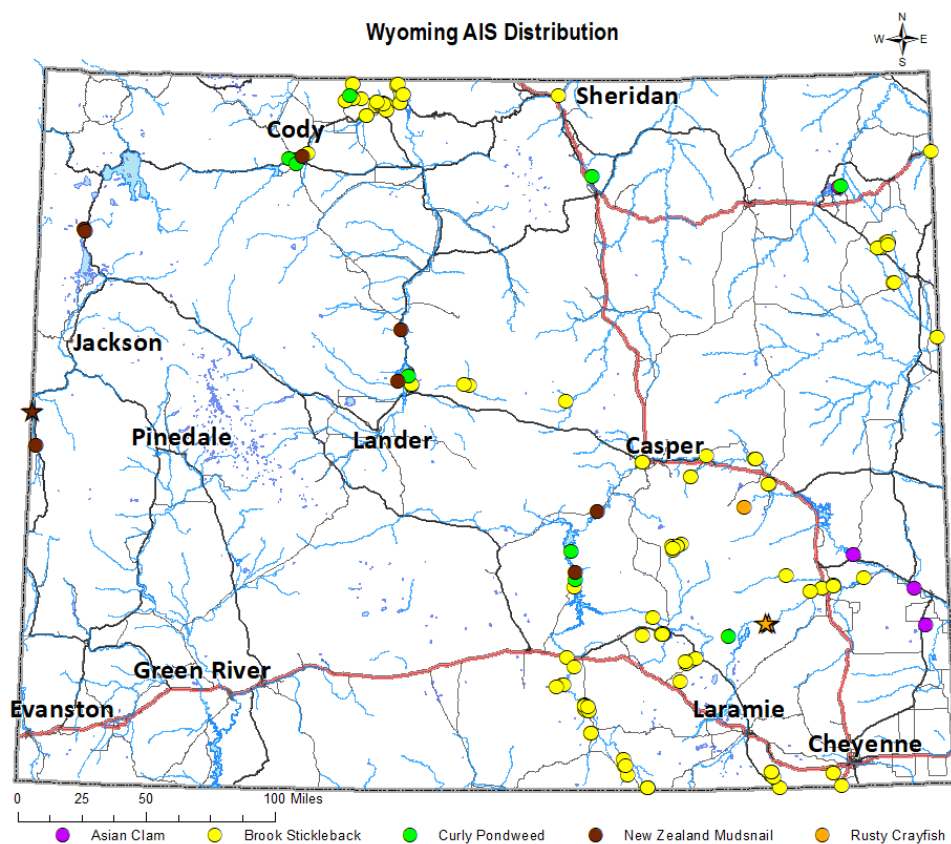 Wyoming AIS Distribution
N
W E
S
Sheridan
Cody
Jackson
Pinedale
Lander
Casper
Green River
Evanston
Laramie
Cheyenne
0 25 50 100 Miles
Asian Clam Brook Stickleback Curly Pondweed New Zealand Mudsnail Rusty Crayfish